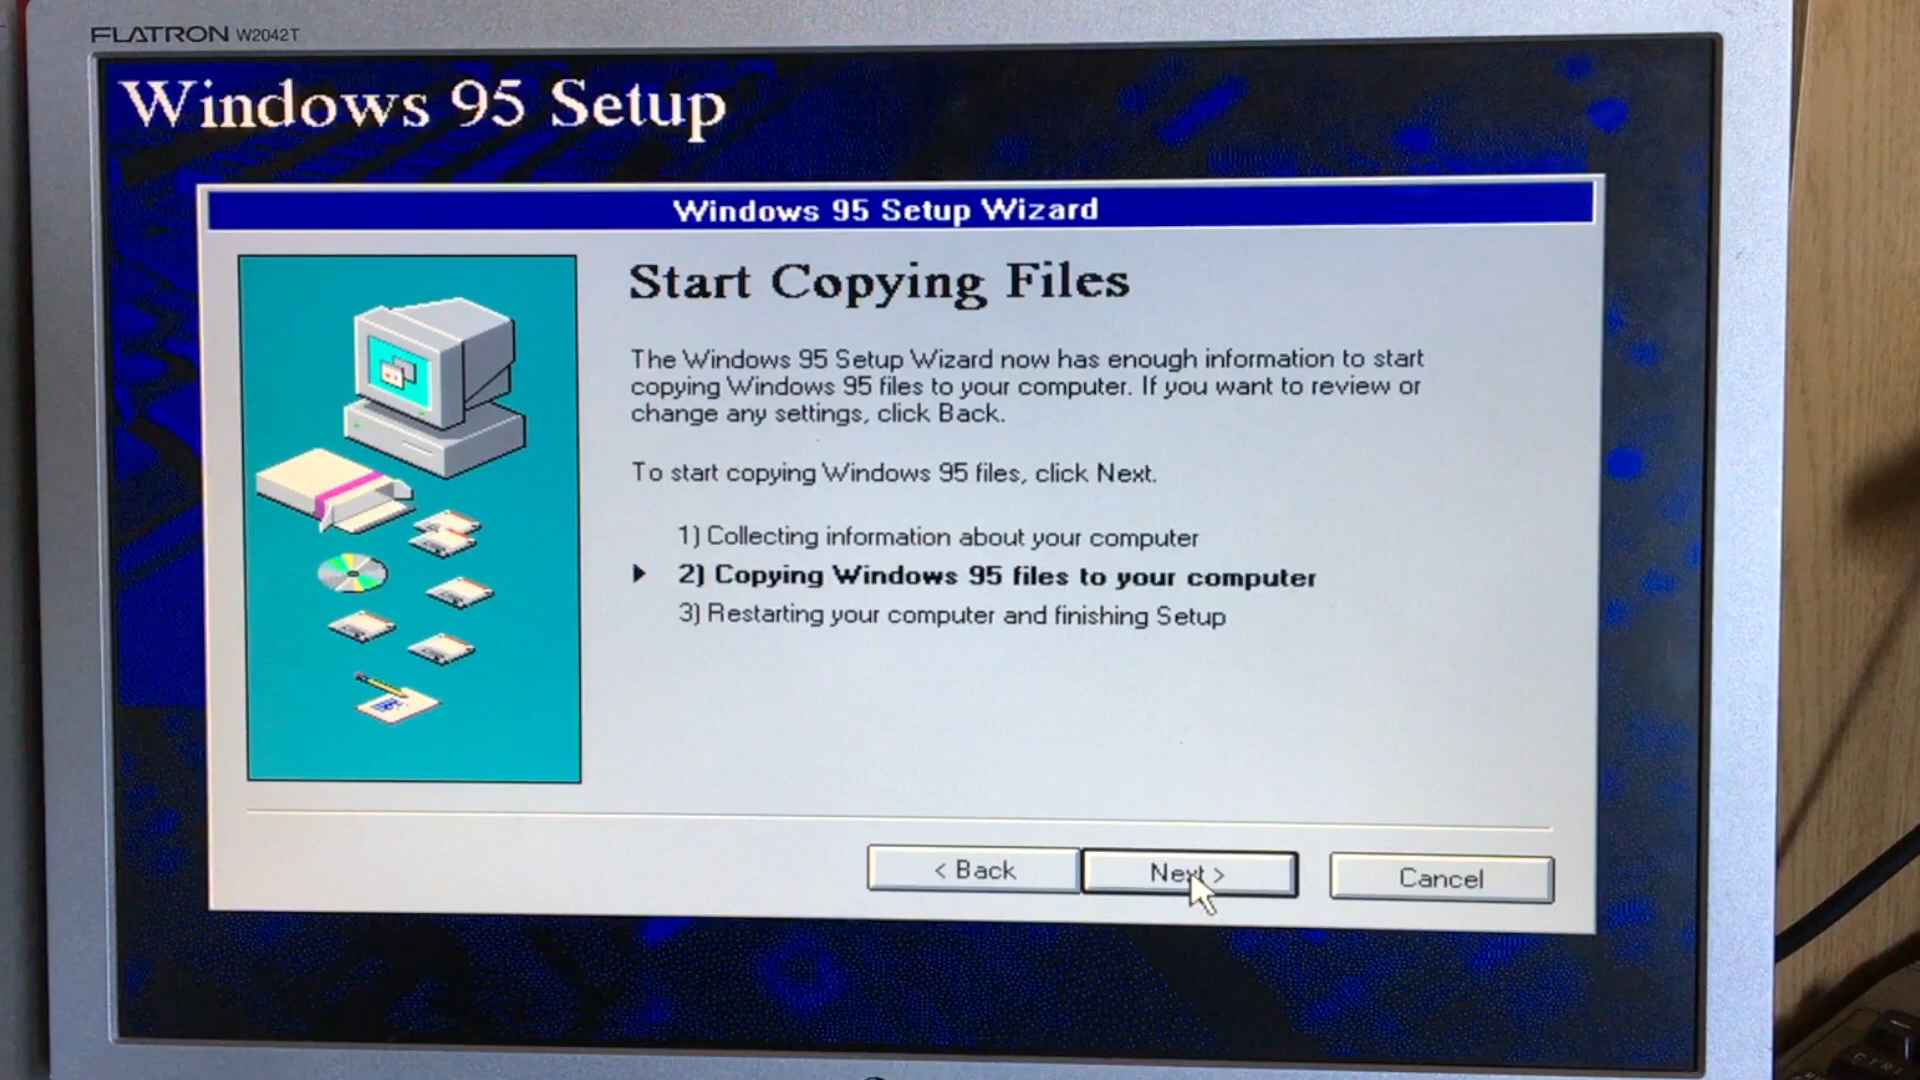 FLATRON W2042T
Windows 95 Setup
Windows 95 Setup Wizard
Start Copying Files
The Windows 95 Setup Wizard now has enough information to start
copying Windows 95 files to your computer. If you want to review or
change any settings, click Back.
To start copying Windows 95 files, click Next.
1) Collecting information about your computer
2) Copying Windows 95 files to your computer
3) Restarting your computer and finishing Setup
< Back
Next >
Cancel
CTRL